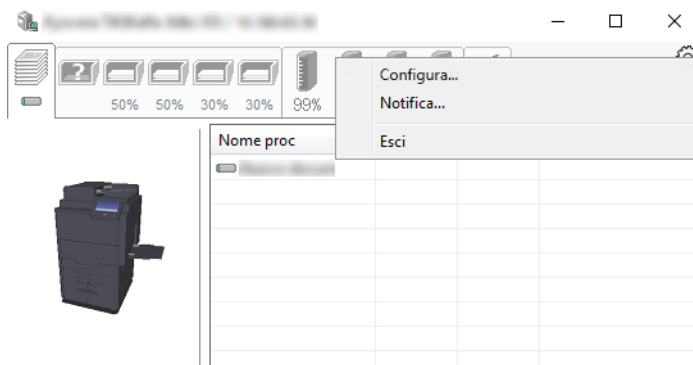 ?
50% 50% 30% 30% 99%
Configura...
Notifica...
Esci
Nome proc